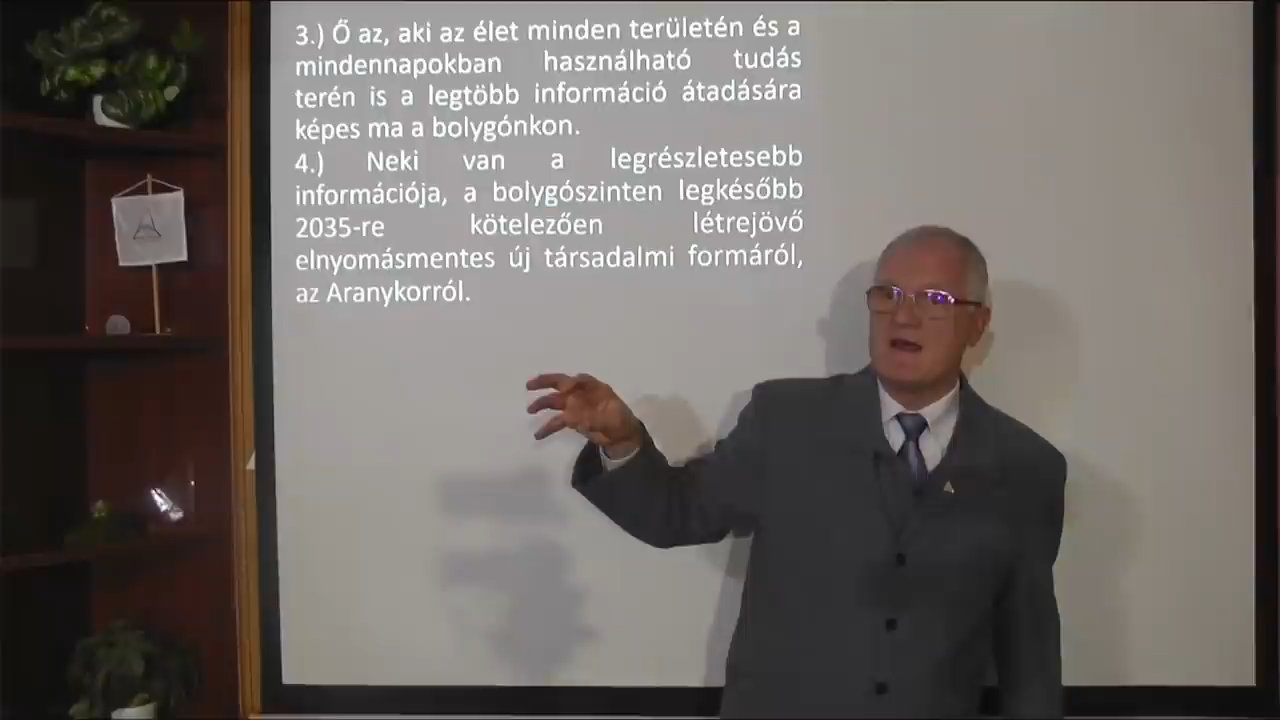 3.) Ő az, aki az élet minden területén és a
mindennapokban használható tudás
terén is a legtöbb információ átadására
képes ma a bolygónkon.
4.) Neki van a legrészletesebb
információja, a bolygószinten legkésőbb
2035-re kötelezően létrejövő
elnyomásmentes új társadalmi formáról,
az Aranykorról.